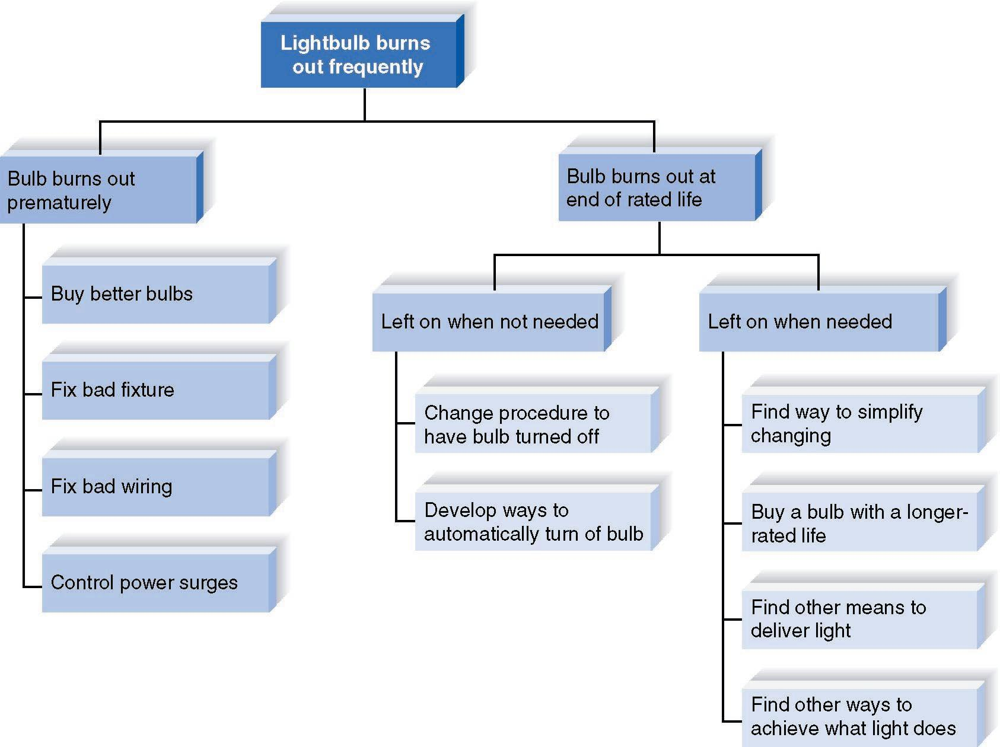 Lightbulb burns
out frequently
Bulb burns out
prematurely
Buy better bulbs
Fix bad fixture
Fix bad wiring
Control power surges
Bulb burns out at
end of rated life
Left on when not needed
Change procedure to
have bulb turned off
Develop ways to
automatically turn of bulb
Left on when needed
Find way to simplify
changing
Buy a bulb with a longer-
rated life
Find other means to
deliver light
Find other ways to
achieve what light does